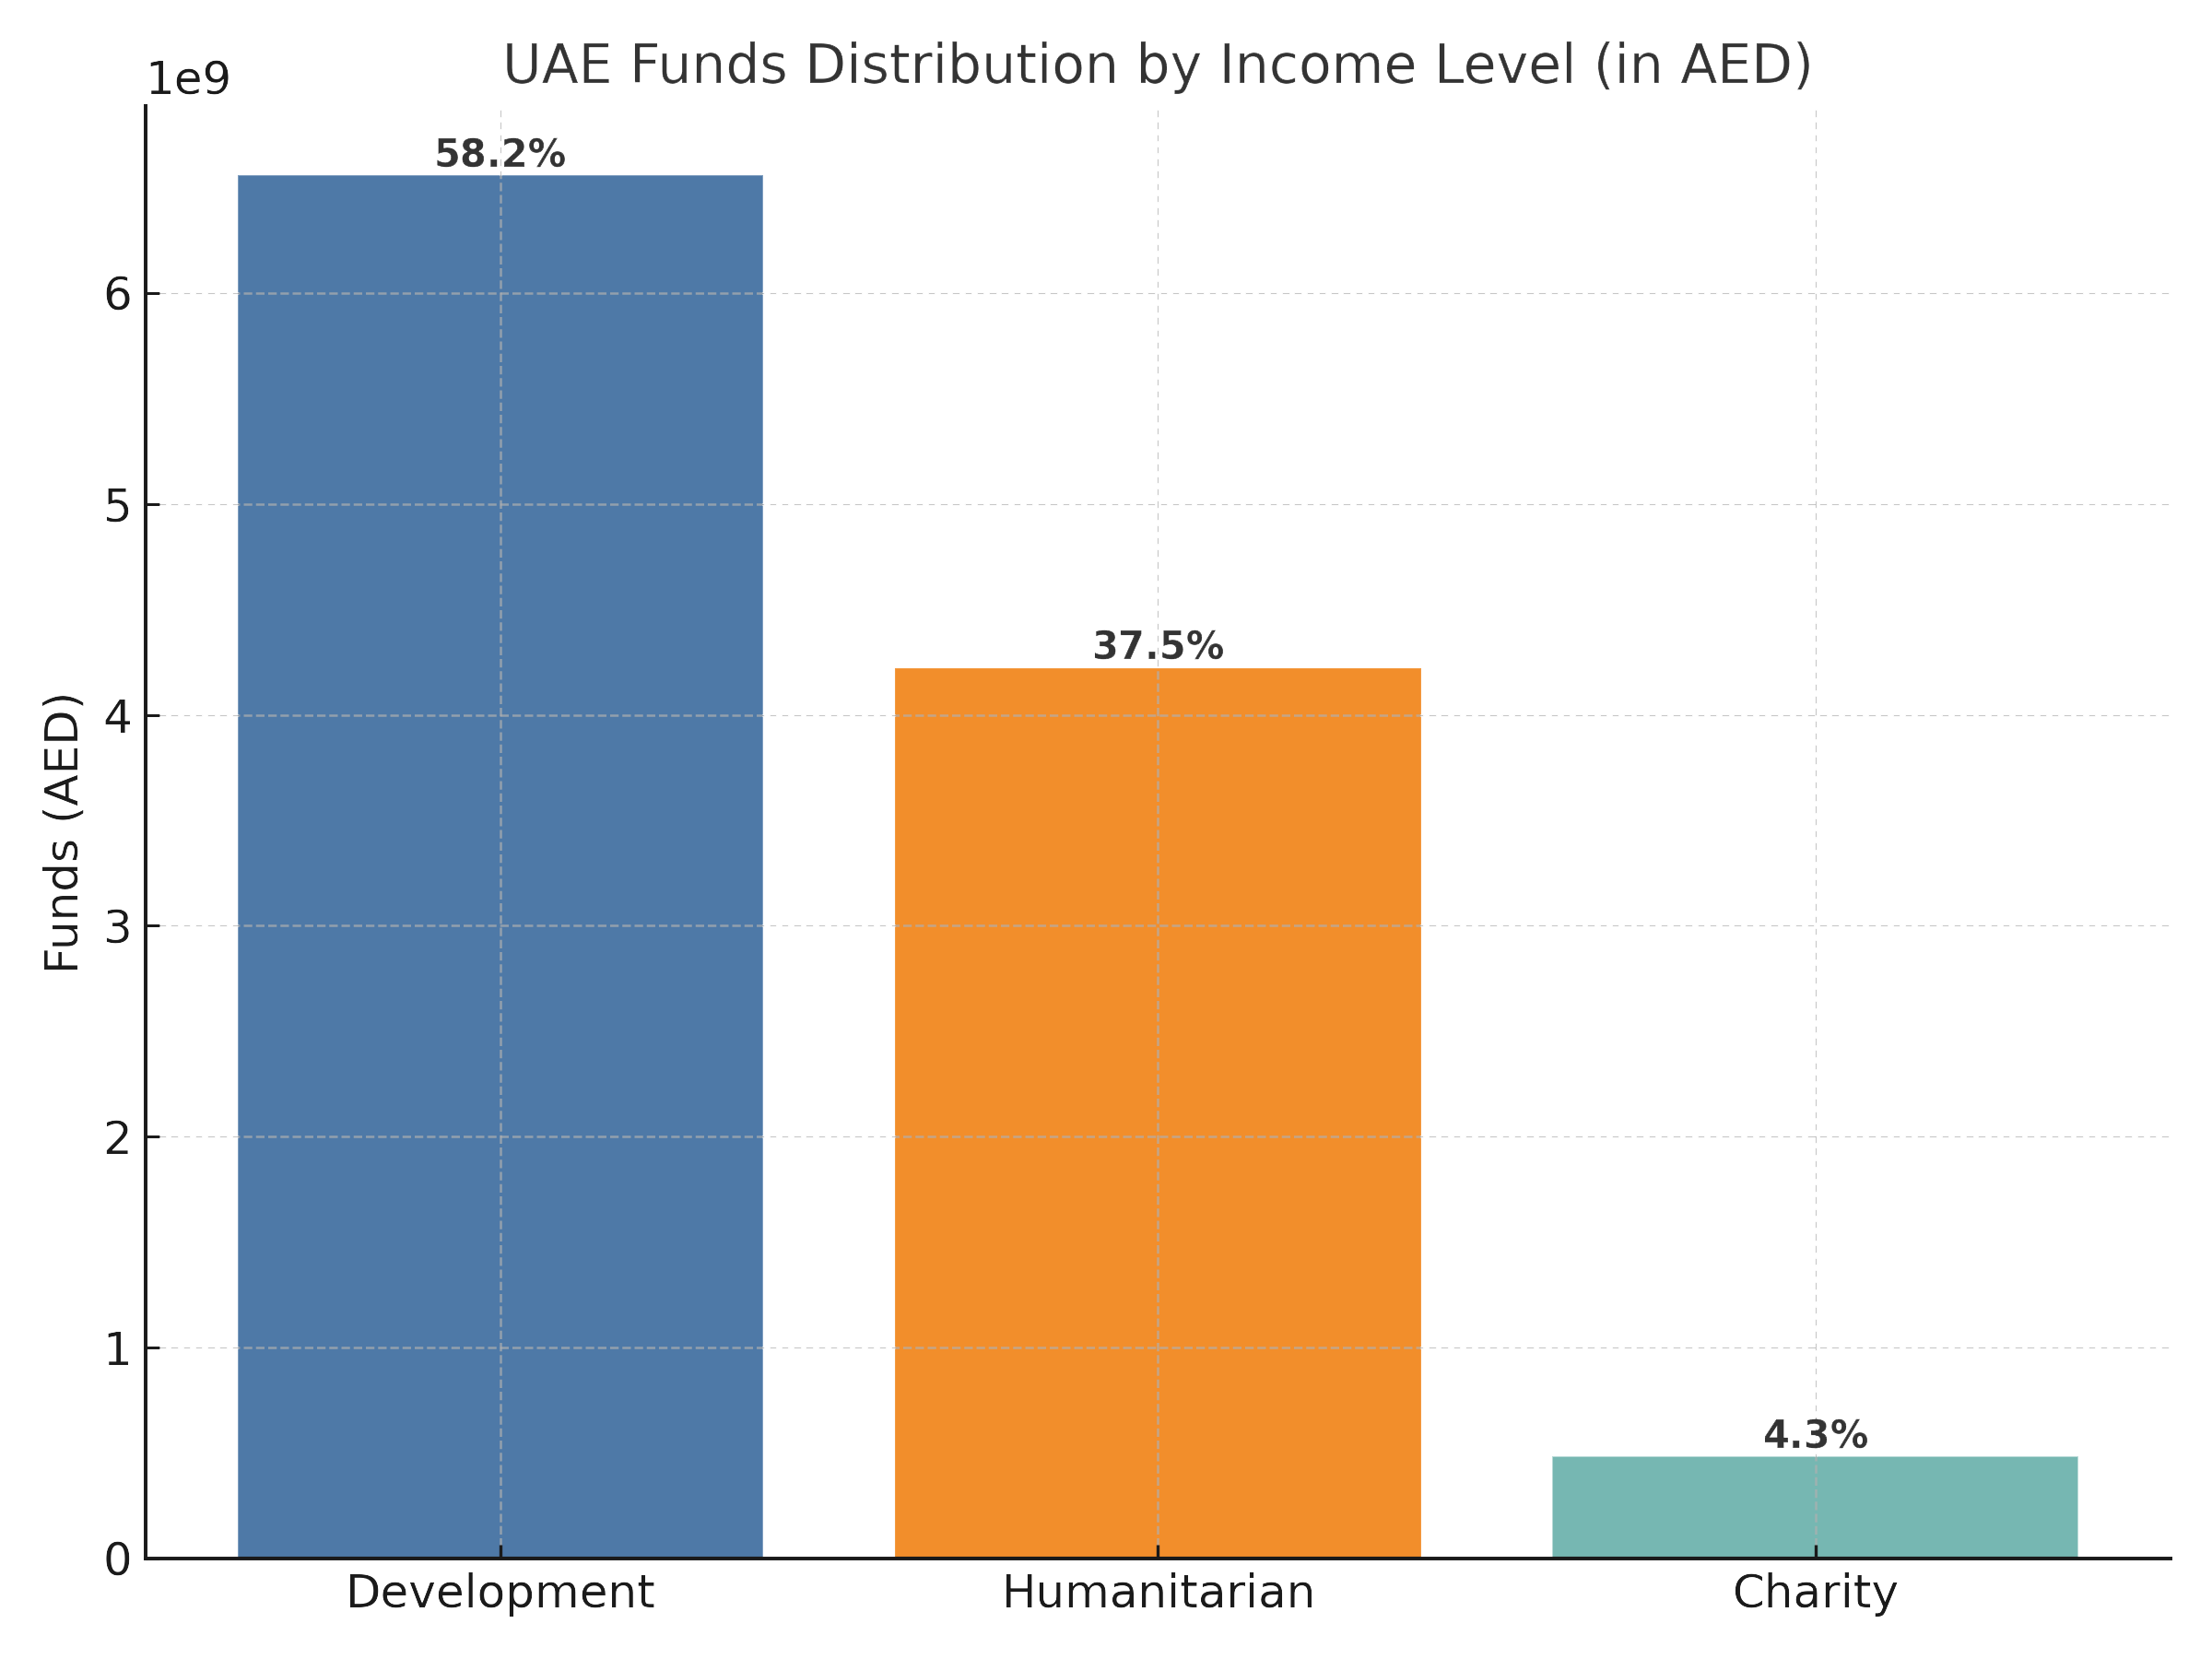 UAE Funds Distribution by Income Level (in AED)
1e9
Funds (AED)
6
5
4
3
2
1
0
58.2%
37.5%
4.3%
Development
Humanitarian
Charity